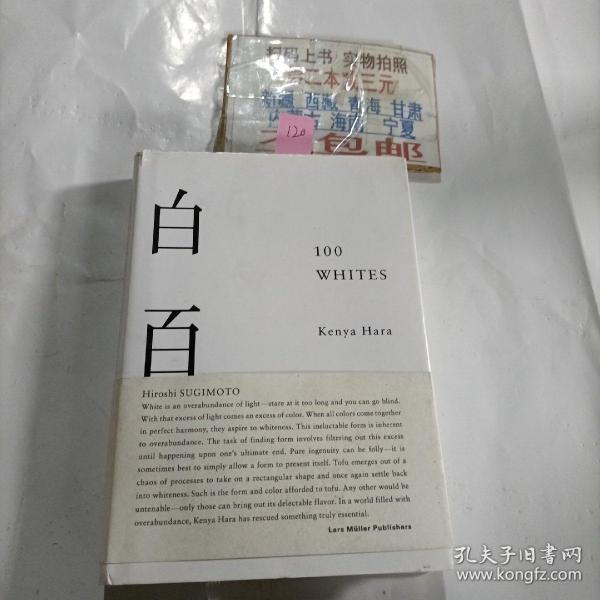 扫码上书 实物拍照
新疆 西藏 青海 甘肃
内蒙古 海南 宁夏
不包邮
120
白
百
100
WHITES
Kenya Hara
Hiroshi SUGIMOTO
White is an overabundance of light—stare at it too long and you can go blind.
With that excess of light comes an excess of color. When all colors come together
in perfect harmony, they aspire to whiteness. This ineluctable form is inherent
to overabundance. The task of finding form involves filtering out this excess
until happening upon one's ultimate end. Pure ingenuity can be folly—it is
sometimes best to simply allow a form to present itself. Tofu emerges out of a
chaos of processes to take on a rectangular shape and once again settle back
into whiteness. Such is the form and color afforded to tofu. Any other would be
untenable—only those can bring out its delectable flavor. In a world filled with
overabundance, Kenya Hara has rescued something truly essential.
Lars Müller Publishers
孔夫子旧书网
www.kongfz.com